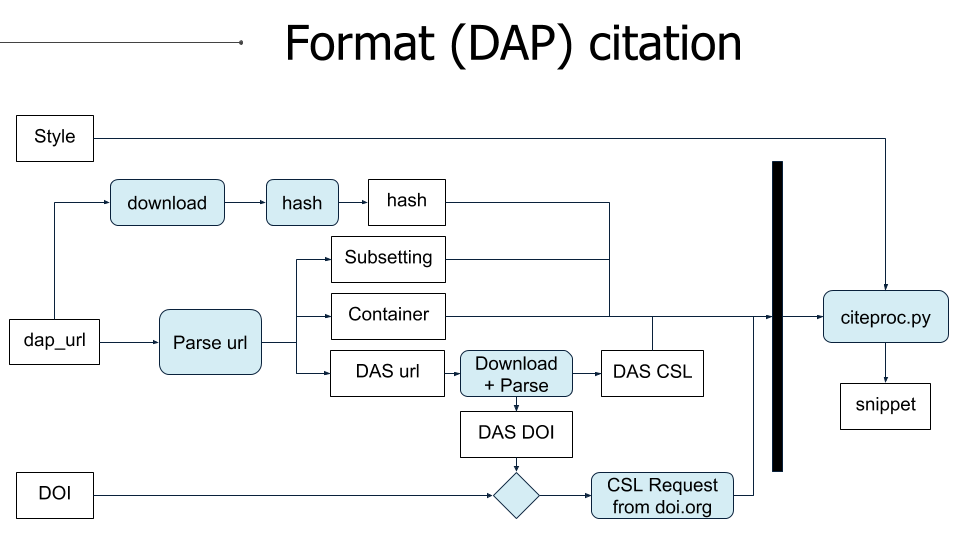 Format (DAP) citation
Style
download
hash
hash
Subsetting
Container
citeproc.py
dap_url
Parse url
DAS url
Download
+ Parse
DAS CSL
snippet
DAS DOI
DOI
CSL Request
from doi.org